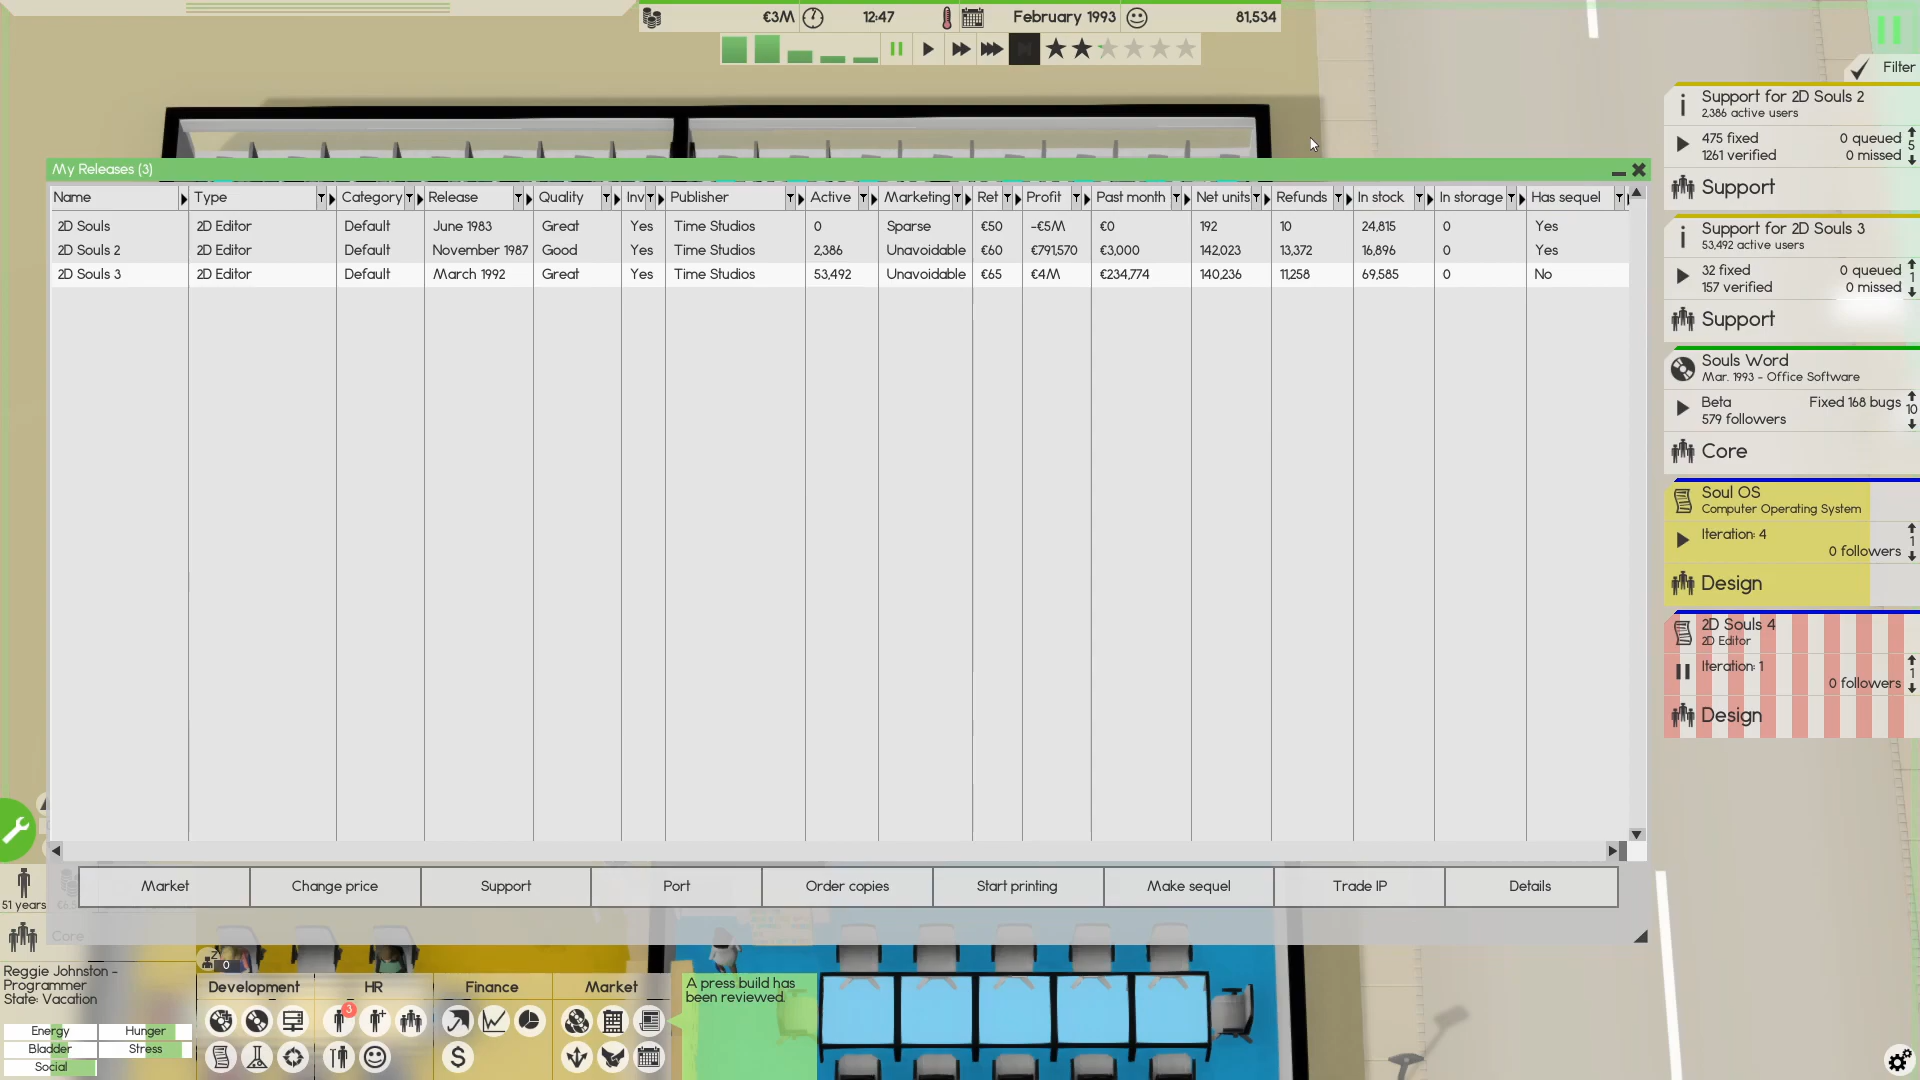 €3M
12:47
February 1993
81,534
Filter
My Releases (3)
Name Type Category Release Quality Inv Publisher Active Marketing Ret Profit Past month Net units Refunds In stock In storage Has sequel
2D Souls 2D Editor Default June 1983 Great Yes Time Studios 0 Sparse €50 -€5M €0 192 10 24,815 0 Yes
2D Souls 2 2D Editor Default November 1987 Good Yes Time Studios 2,386 Unavoidable €60 €791,570 €3,000 142,023 13,372 16,896 0 Yes
2D Souls 3 2D Editor Default March 1992 Great Yes Time Studios 53,492 Unavoidable €65 €4M €234,774 140,236 11,258 69,585 0 No
Market Change price Support Port Order copies Start printing Make sequel Trade IP Details
Support for 2D Souls 2
2,386 active users
475 fixed 0 queued
5
1261 verified 0 missed
Support
Support for 2D Souls 3
53,492 active users
32 fixed 0 queued
1
157 verified 0 missed
Support
Souls Word
Mar. 1993 - Office Software
Beta Fixed 168 bugs
10
579 followers
Core
Soul OS
Computer Operating System
Iteration: 4
1
0 followers
Design
2D Souls 4
2D Editor
Iteration: 1
1
0 followers
Design
51 years
Core
Reggie Johnston -
Programmer
State: Vacation
Energy Hunger
Bladder Stress
Social
0
Development HR Finance Market
3
A press build has
been reviewed.